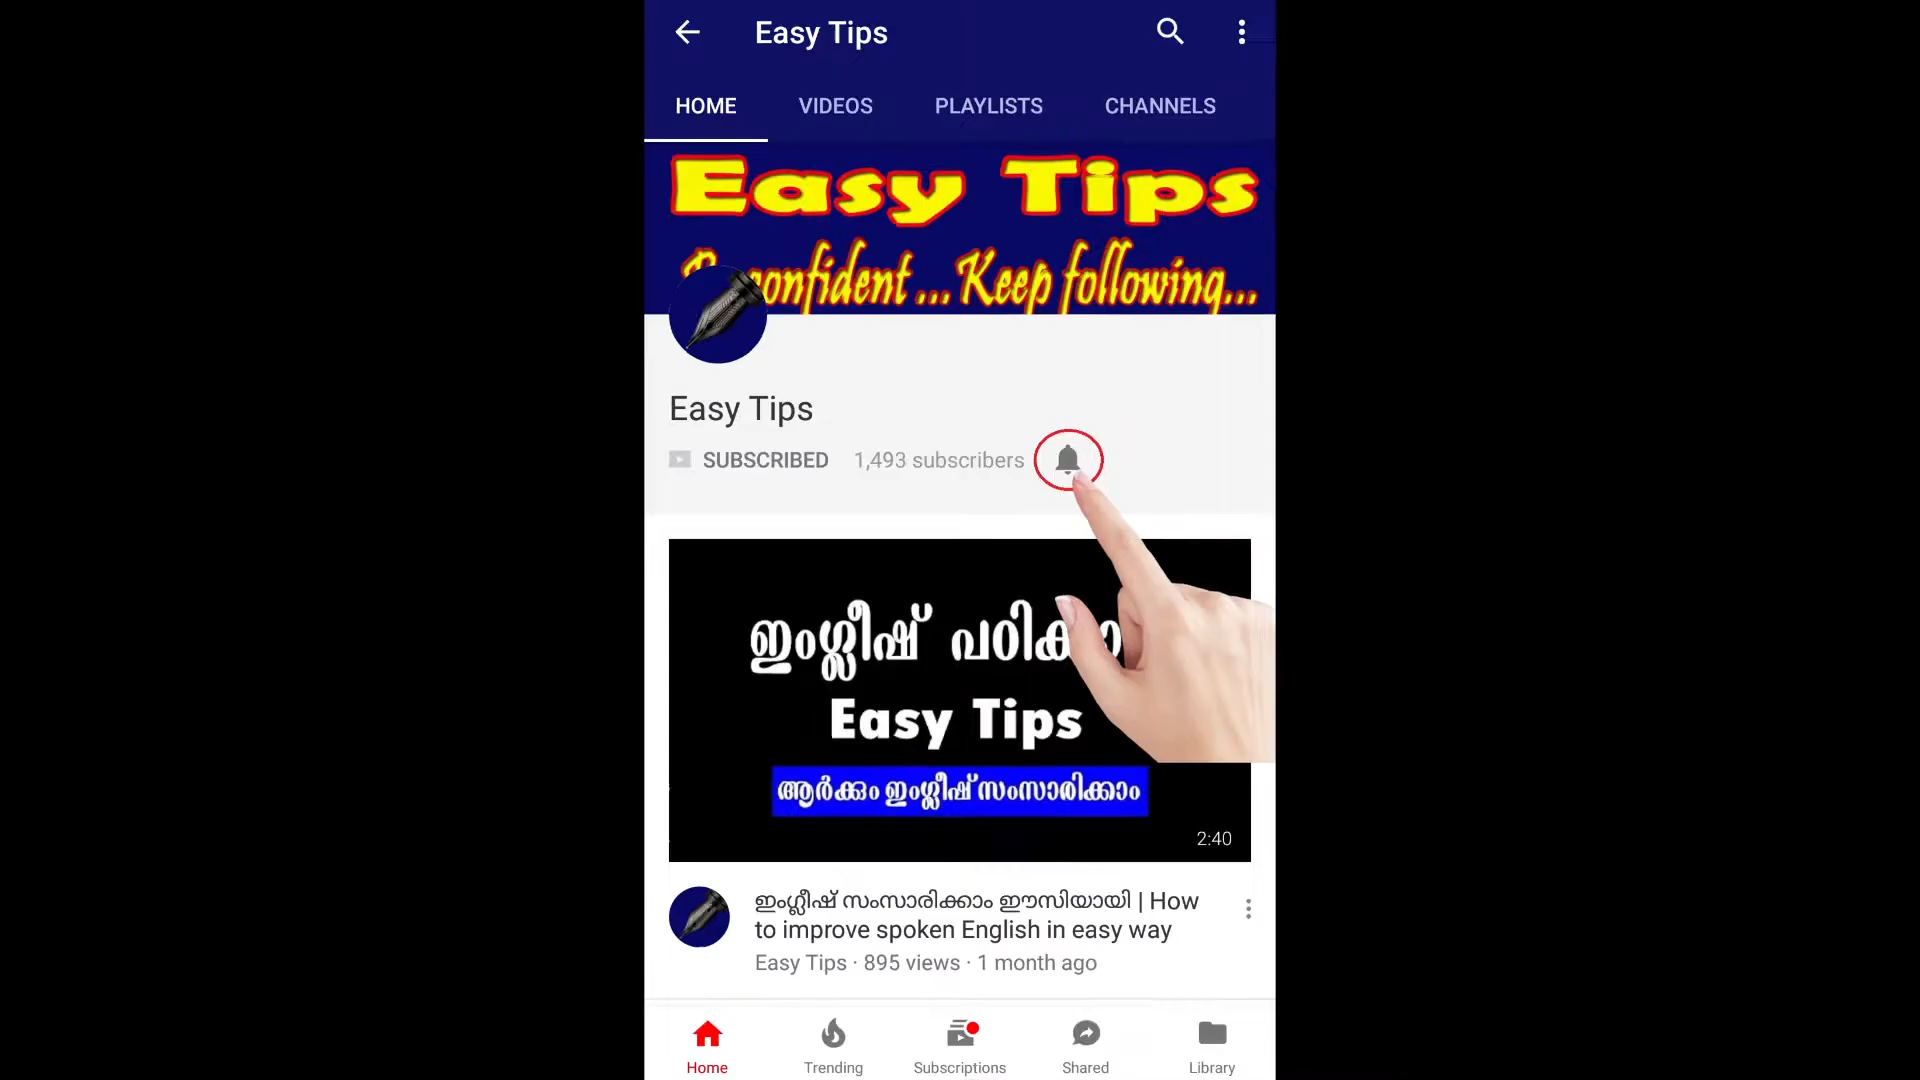 Easy Tips
HOME VIDEOS PLAYLISTS CHANNELS
Easy Tips
confident ... Keep following...
Easy Tips
SUBSCRIBED 1,493 subscribers
ഇംഗ്ലീഷ്
Easy Tips
ആർക്കും ഇംഗ്ലീഷ് സംസാരിക്കാം
2:40
ഇംഗ്ലീഷ് സംസാരിക്കാം ഈസിയായി | How
to improve spoken English in easy way
Easy Tips · 895 views · 1 month ago
Home Trending Subscriptions Shared Library